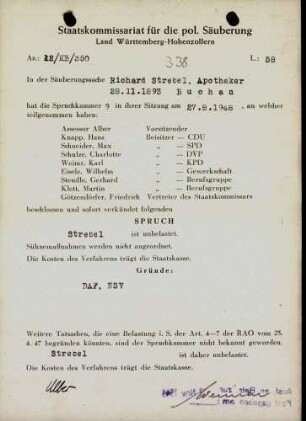 Staatskommissariat für die pol. Säuberung
Land Württemberg-Hohenzollern
Az.: 12/KB/350 338 L: 58
In der Säuberungssache Richard Strebel, Apotheker
28.11.1893 Buchau
hat die Spruchkammer 9 in ihrer Sitzung am 27.8.1948, an welcher
teilgenommen haben:
Assessor Alber Vorsitzender
Knapp, Hans Beisitzer — CDU
Schneider, Max „ — SPD
Schulze, Charlotte „ — DVP
Weinz, Karl „ — KPD
Eisele, Wilhelm „ — Gewerkschaft
Steudle, Gerhard „ — Berufsgruppe
Klett, Martin „ — Berufsgruppe
Götzendörfer, Friedrich Vertreter des Staatskommissars
beschlossen und sofort verkündet folgenden
SPRUCH
Strebel ist unbelastet.
Sühnemaßnahmen werden nicht angeordnet.
Die Kosten des Verfahrens trägt die Staatskasse.
Gründe:
DAF, NSV
Weitere Tatsachen, die eine Belastung i. S. der Art. 4—7 der RAO vom 25.
4. 47 begründen könnten, sind der Spruchkammer nicht bekannt geworden.
Strebel ist daher unbelastet.
Die Kosten des Verfahrens trägt die Staatskasse.
Alber